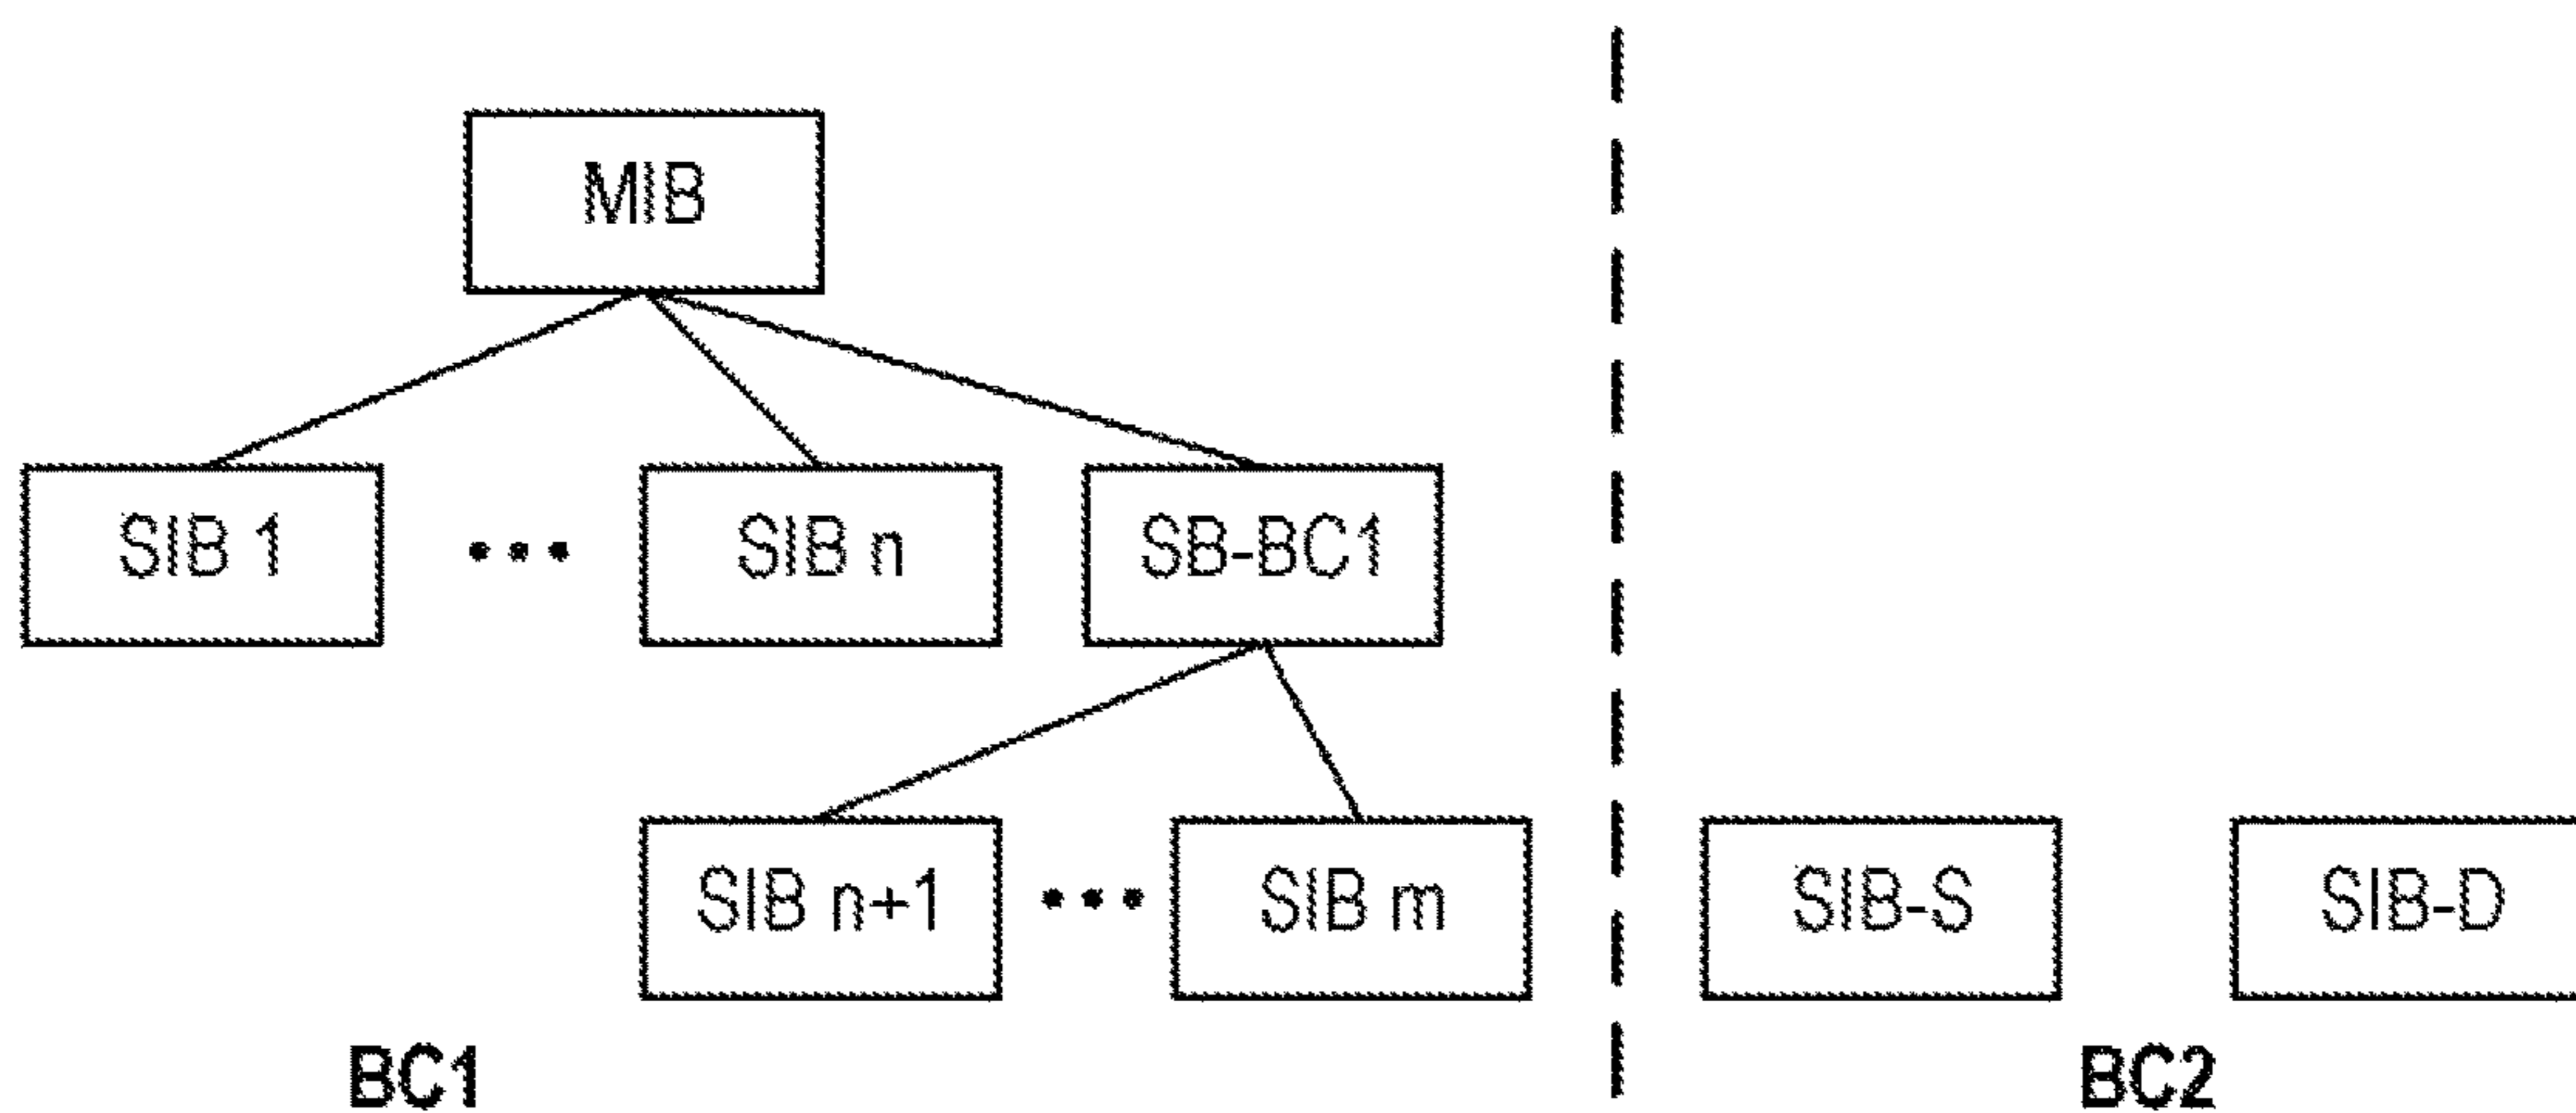 MIB
SIB 1 ••• SIB n SB-BC1
SIB n+1 ••• SIB m SIB-S SIB-D
BC1 BC2